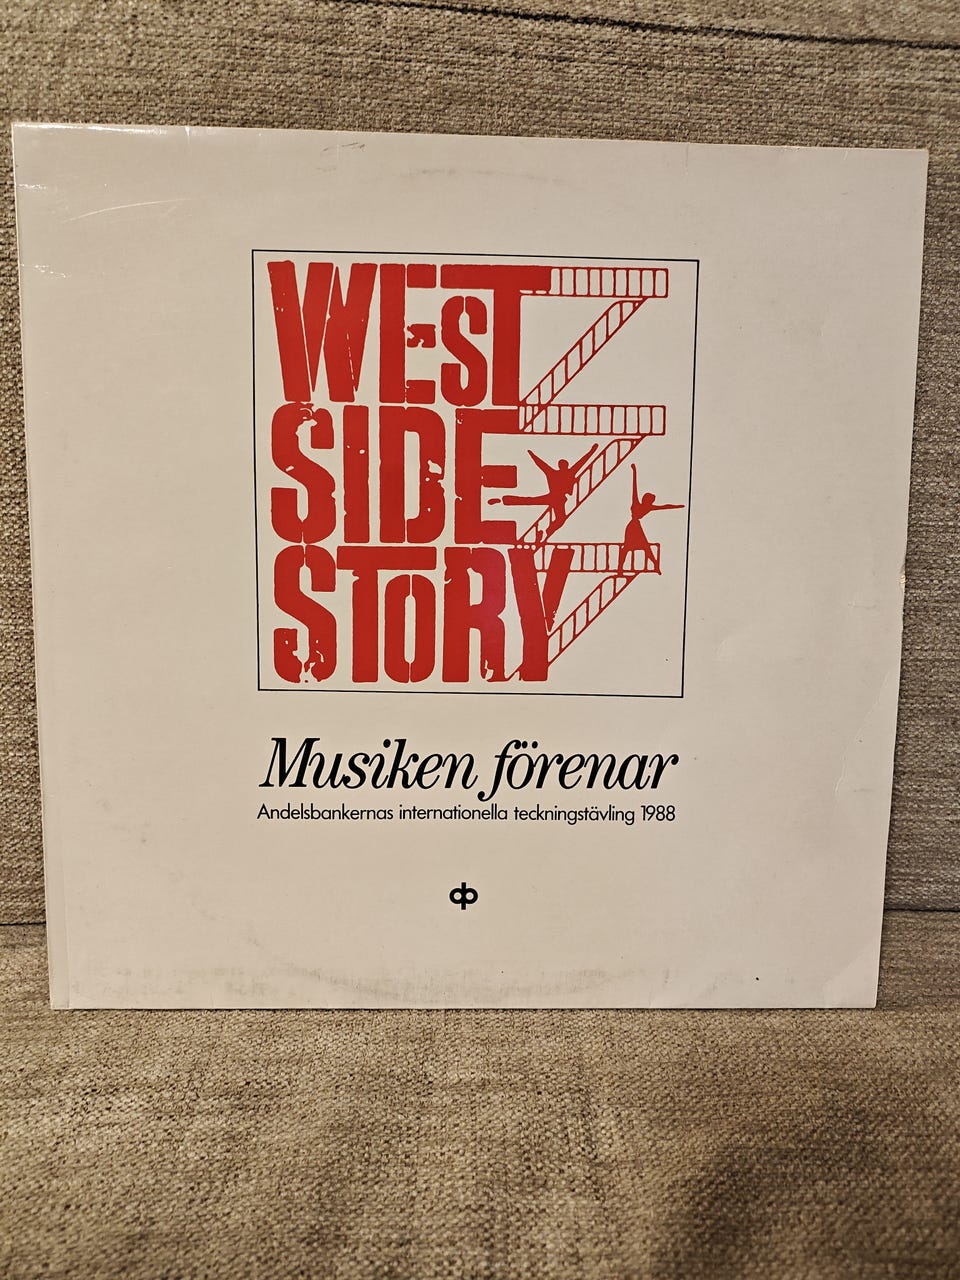 WEST
SIDE
STORY
Musiken förenar
Andelsbankernas internationella teckningstävling 1988